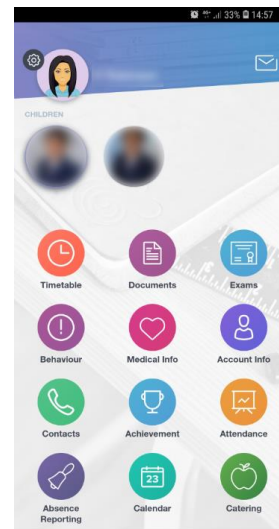 33% 14:57
CHILDREN
Timetable Documents Exams
Behaviour Medical Info Account Info
Contacts Achievement Attendance
23
Absence Reporting Calendar Catering